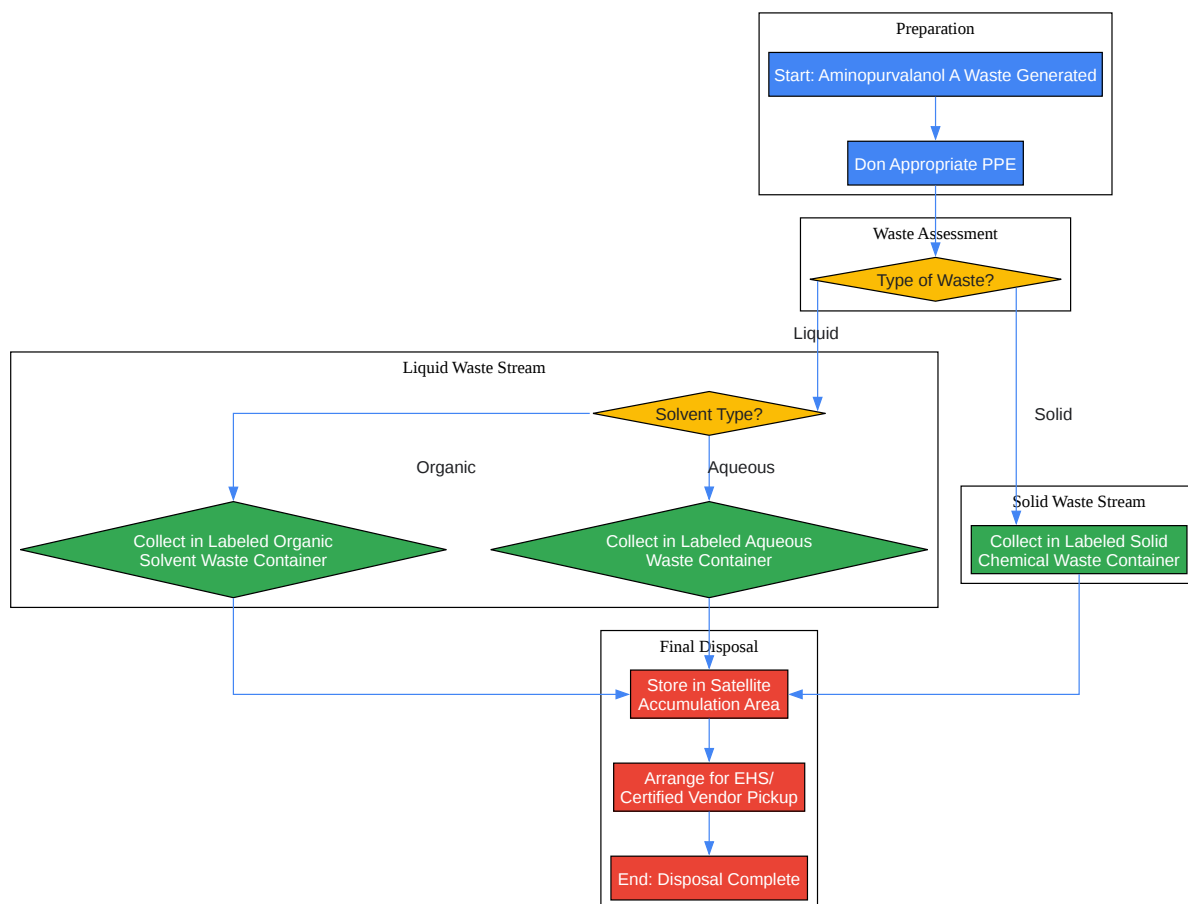 Preparation
Start: Aminopurvalanol A Waste Generated
Don Appropriate PPE
Waste Assessment
Type of Waste?
Liquid
Liquid Waste Stream
Solvent Type?
Solid
Organic
Aqueous
Solid Waste Stream
Collect in Labeled Organic
Solvent Waste Container
Collect in Labeled Aqueous
Waste Container
Collect in Labeled Solid
Chemical Waste Container
Final Disposal
Store in Satellite
Accumulation Area
Arrange for EHS/
Certified Vendor Pickup
End: Disposal Complete